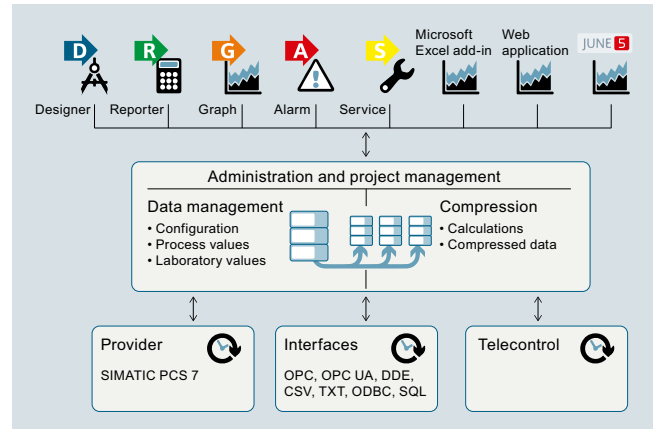 D R G A S
Microsoft
Excel add-in
Web
application
JUNE 5
Designer Reporter Graph Alarm Service
Administration and project management
Data management
• Configuration
• Process values
• Laboratory values
Compression
• Calculations
• Compressed data
Provider
SIMATIC PCS 7
Interfaces
OPC, OPC UA, DDE,
CSV, TXT, ODBC, SQL
Telecontrol